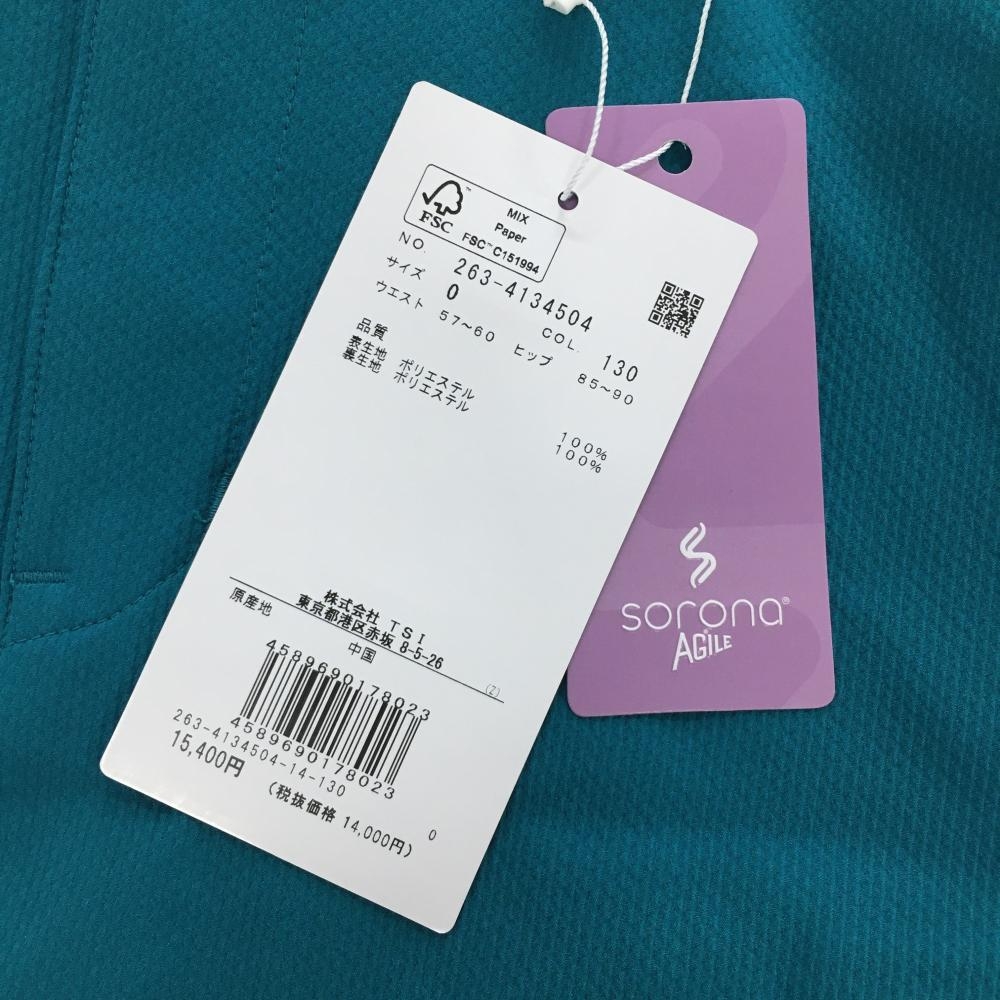 FSC™
MIX
Paper
FSC™ C151994
NO. 263-4134504
サイズ 0 COL. 130
ウエスト 57～60 ヒップ 85～90
品質
表生地 ポリエステル 100%
裏生地 ポリエステル 100%
株式会社 TSI
東京都港区赤坂 8-5-26
原産地 中国
(Z)
4589690178023
4589690178023
263-4134504-14-130
15,400円 0
(税抜価格 14,000円)
sorona®
AGILE